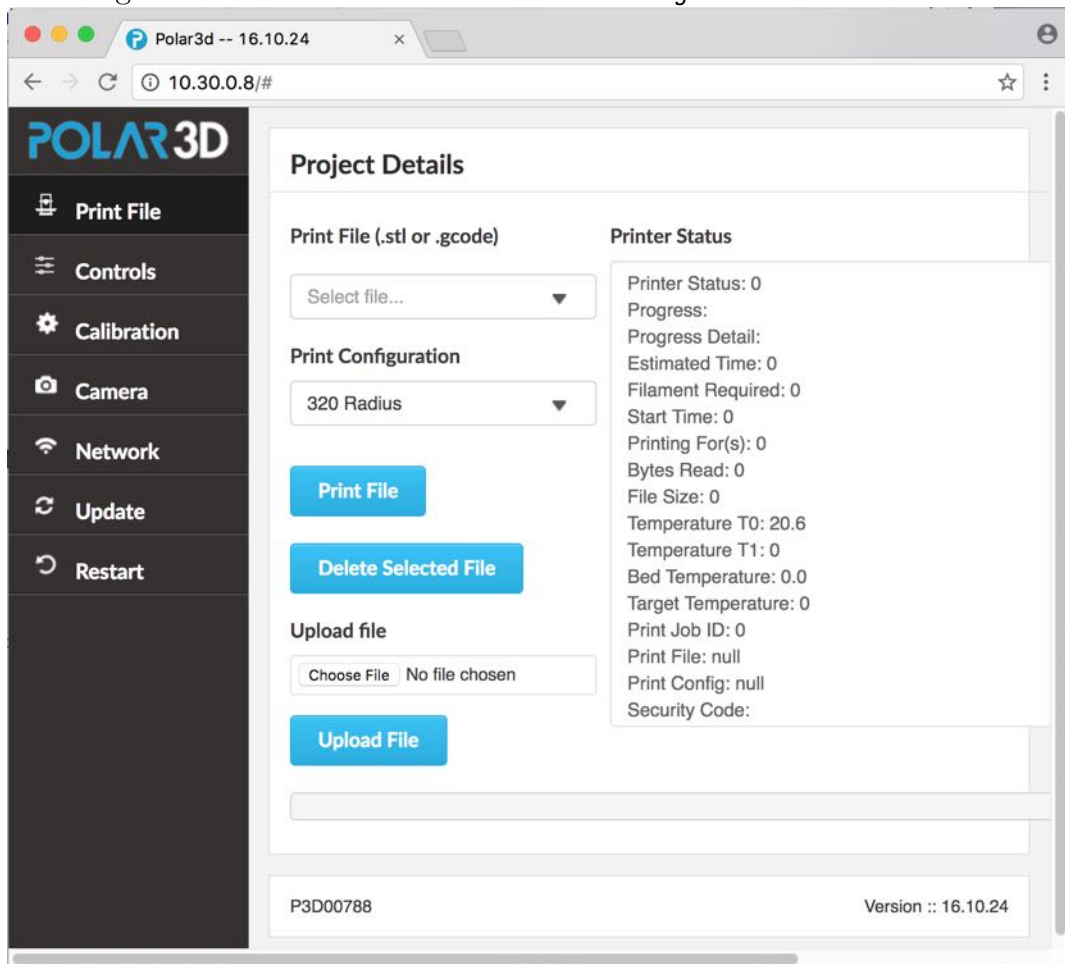 Polar3d -- 16.10.24
10.30.0.8/#
POLAR 3D
Print File
Controls
Calibration
Camera
Network
Update
Restart
Project Details
Print File (.stl or .gcode)
Select file...
Print Configuration
320 Radius
Print File
Delete Selected File
Upload file
Choose File No file chosen
Upload File
Printer Status
Printer Status: 0
Progress:
Progress Detail:
Estimated Time: 0
Filament Required: 0
Start Time: 0
Printing For(s): 0
Bytes Read: 0
File Size: 0
Temperature T0: 20.6
Temperature T1: 0
Bed Temperature: 0.0
Target Temperature: 0
Print Job ID: 0
Print File: null
Print Config: null
Security Code:
P3D00788
Version :: 16.10.24